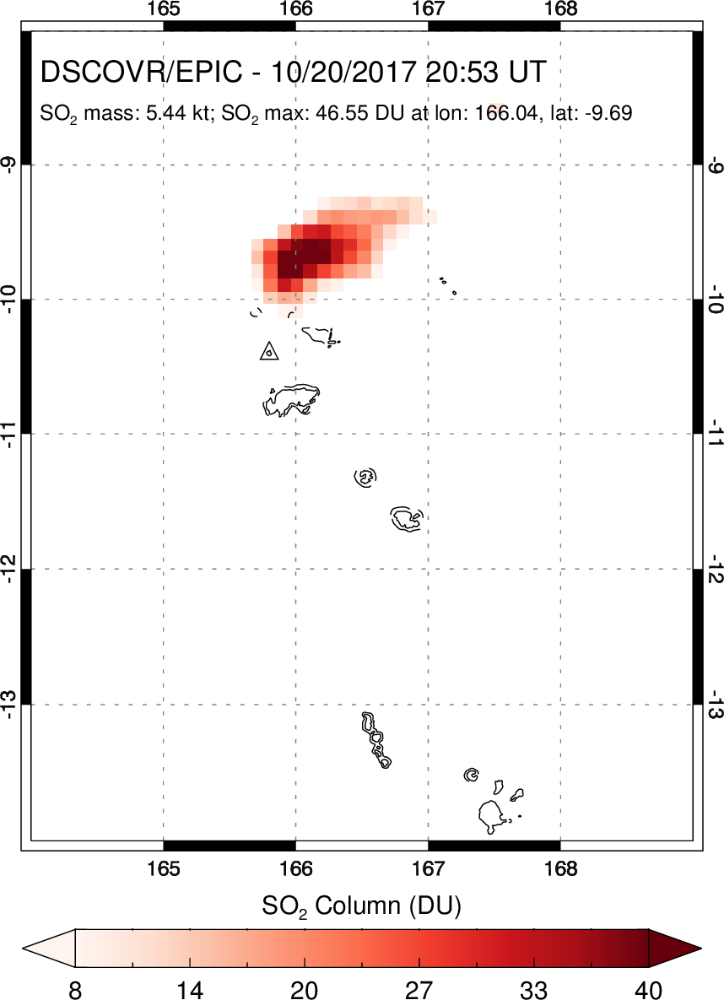 165 166 167 168
DSCOVR/EPIC - 10/20/2017 20:53 UT
SO₂ mass: 5.44 kt; SO₂ max: 46.55 DU at lon: 166.04, lat: -9.69
-9 -9
-10 -10
-11 -11
-12 -12
-13 -13
165 166 167 168
SO₂ Column (DU)
8 14 20 27 33 40